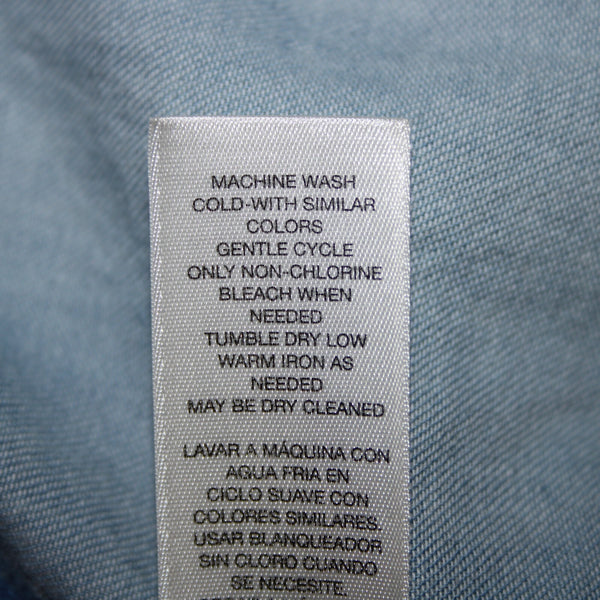 MACHINE WASH
COLD-WITH SIMILAR
COLORS
GENTLE CYCLE
ONLY NON-CHLORINE
BLEACH WHEN
NEEDED
TUMBLE DRY LOW
WARM IRON AS
NEEDED
MAY BE DRY CLEANED
LAVAR A MÁQUINA CON
AGUA FRIA EN
CICLO SUAVE CON
COLORES SIMILARES.
USAR BLANQUEADOR
SIN CLORO CUANDO
SE NECESITE.